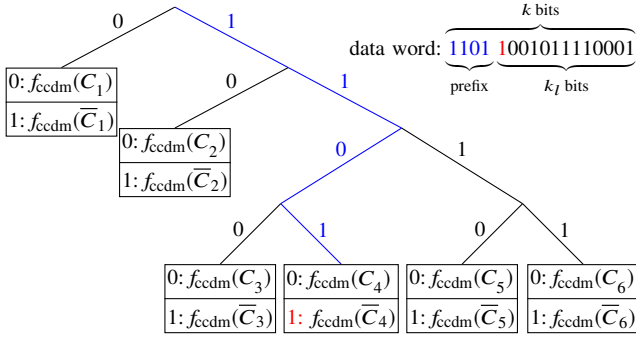 k bits
data word: 1101 1001011110001
prefix
k_I bits
0
1
0
1
0: f_ccdm(C_1)
1: f_ccdm(C̅_1)
0: f_ccdm(C_2)
1: f_ccdm(C̅_2)
0
1
0
1
0
1
0: f_ccdm(C_3)
1: f_ccdm(C̅_3)
0: f_ccdm(C_4)
1: f_ccdm(C̅_4)
0: f_ccdm(C_5)
1: f_ccdm(C̅_5)
0: f_ccdm(C_6)
1: f_ccdm(C̅_6)